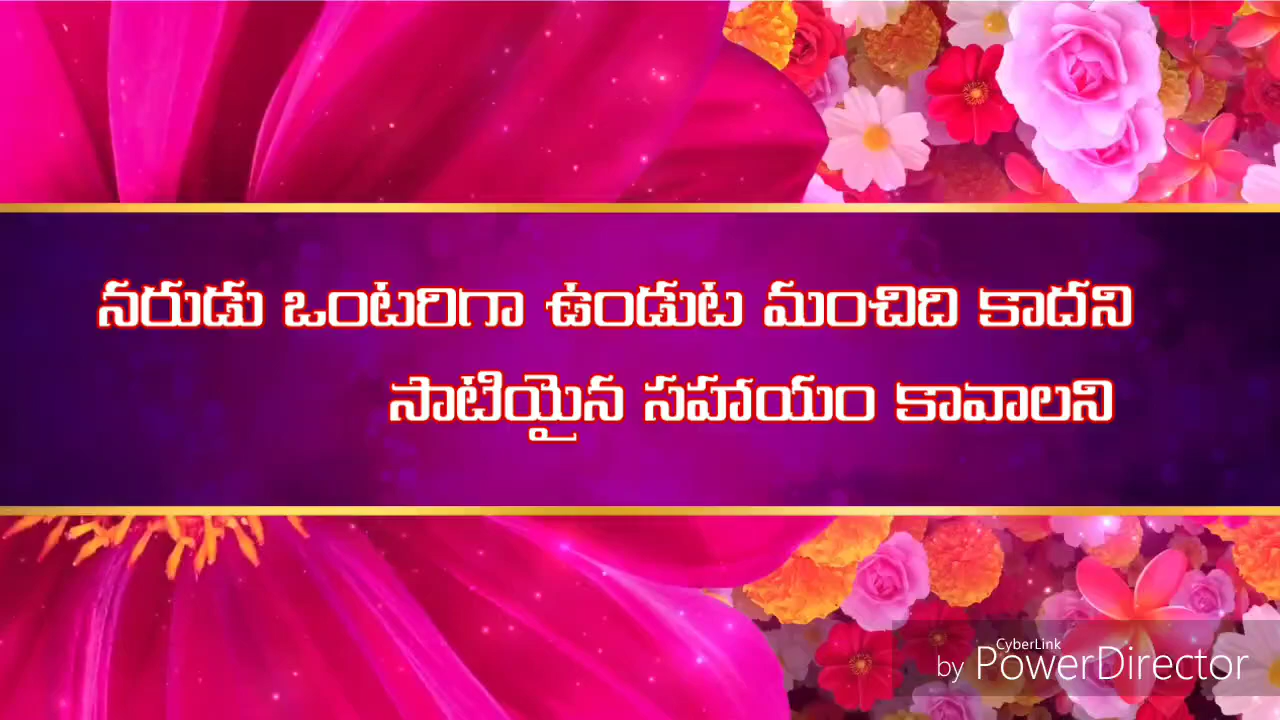 నరుడు ఒంటరిగా ఉండుట మంచిది కాదని
సాటియైన సహాయం కావాలని
CyberLink
by PowerDirector